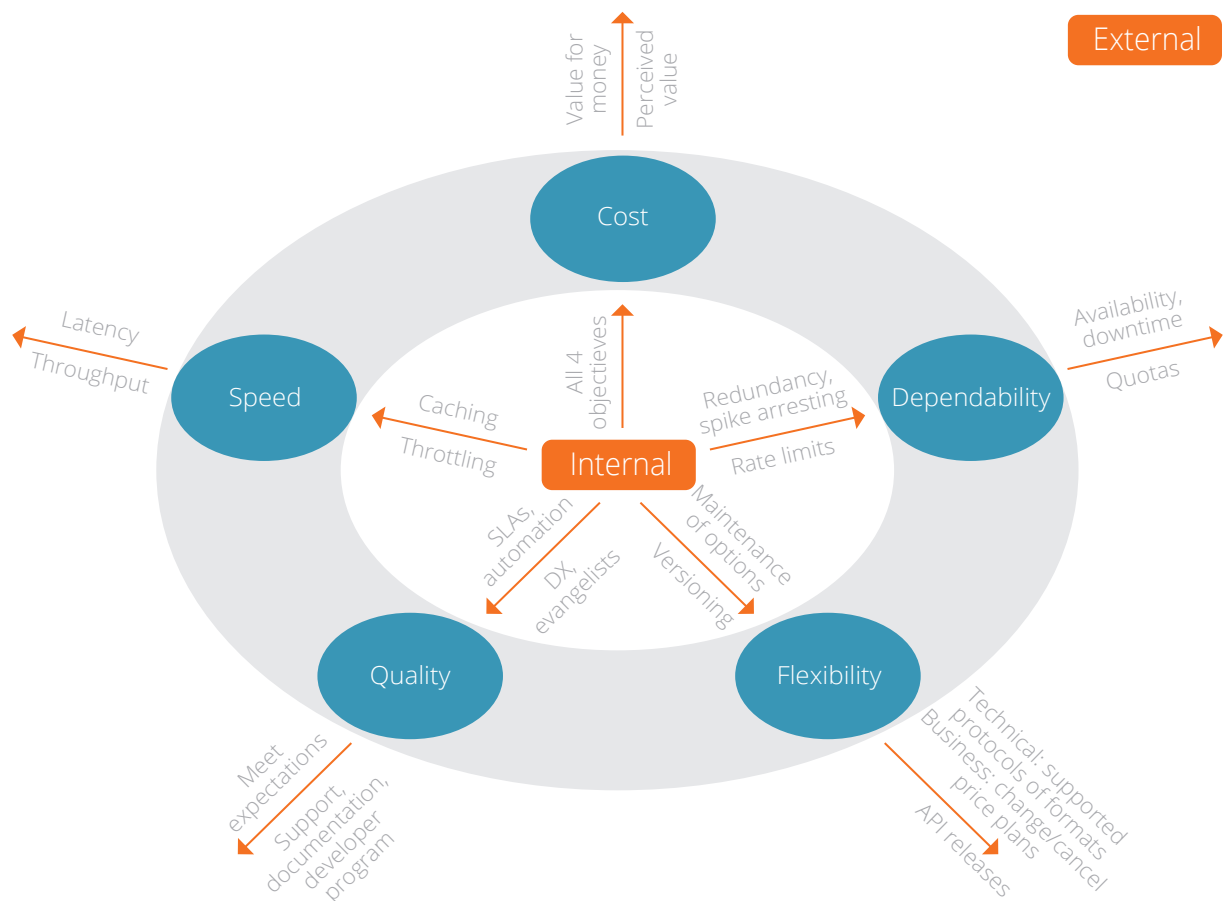 External
Value for
money
Perceived
value
Cost
Latency
Throughput
Availability,
downtime
Quotas
Speed
Dependability
All 4
objectieves
Caching
Throttling
Redundancy,
spike arresting
Rate limits
Internal
SLAs,
automation
DX,
evangelists
Maintenance
of options
Versioning
Quality
Flexibility
Meet
expectations
Support,
documentation,
developer
program
Technical: supported
protocols of formats
Business: change/cancel
price plans
API releases